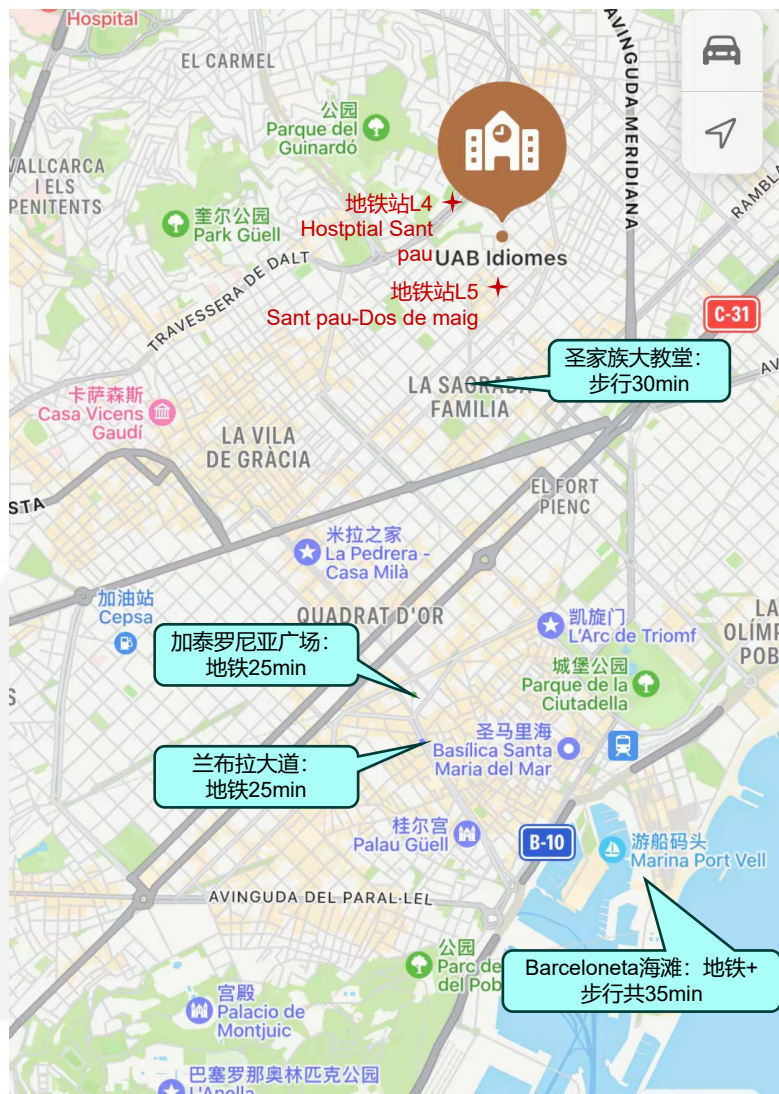 Hospital
EL CARMEL
AVINGUDA MERIDIANA
公园
Parque del
Guinardó
VALLCARCA
I ELS
PENITENTS
奎尔公园
Park Güell
地铁站L4
Hostptial Sant
pau
UAB Idiomes
RAMBLA
TRAVESSERA DE DALT
地铁站L5
Sant pau-Dos de maig
C-31
圣家族大教堂：
步行30min
AV
卡萨森斯
Casa Vicens
Gaudí
LA SAGRADA
FAMILIA
LA VILA
DE GRÀCIA
STA
EL FORT
PIENC
米拉之家
La Pedrera -
Casa Milà
加油站
Cepsa
QUADRAT D'OR
凯旋门
L'Arc de Triomf
LA
OLÍMP
POB
加泰罗尼亚广场：
地铁25min
城堡公园
Parque de la
Ciutadella
S
兰布拉大道：
地铁25min
圣马里海
Basílica Santa
Maria del Mar
桂尔宫
Palau Güell
B-10
游船码头
Marina Port Vell
AVINGUDA DEL PARAL·LEL
公园
Parc de
del Pob
Barceloneta海滩：地铁+
步行共35min
宫殿
Palacio de
Montjuic
巴塞罗那奥林匹克公园
L'Anella